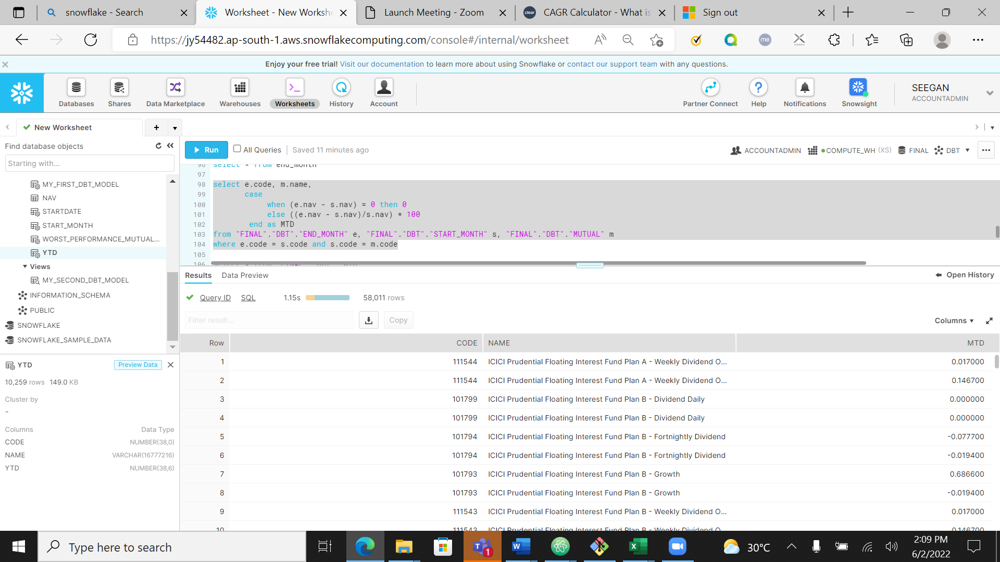 snowflake - Search
Worksheet - New Workshe
Launch Meeting - Zoom
CAGR Calculator - What is
Sign out
https://jy54482.ap-south-1.aws.snowflakecomputing.com/console#/internal/worksheet
Enjoy your free trial! Visit our documentation to learn more about using Snowflake or contact our support team with any questions.
Databases
Shares
Data Marketplace
Warehouses
Worksheets
History
Account
Partner Connect
Help
Notifications
Snowsight
SEEGAN
ACCOUNTADMIN
New Worksheet
Find database objects
Starting with...
MY_FIRST_DBT_MODEL
NAV
STARTDATE
START_MONTH
WORST_PERFORMANCE_MUTUAL...
YTD
Views
MY_SECOND_DBT_MODEL
INFORMATION_SCHEMA
PUBLIC
SNOWFLAKE
SNOWFLAKE_SAMPLE_DATA
YTD
Preview Data
10,259 rows 149.0 KB
Cluster by
-
Columns Data Type
CODE NUMBER(38,0)
NAME VARCHAR(16777216)
YTD NUMBER(38,6)
Run
All Queries
Saved 11 minutes ago
ACCOUNTADMIN
COMPUTE_WH (XS)
FINAL
DBT
96 select * from end_month
97
98 select e.code, m.name,
99 case
100 when (e.nav - s.nav) = 0 then 0
101 else ((e.nav - s.nav)/s.nav) * 100
102 end as MTD
103 from "FINAL"."DBT"."END_MONTH" e, "FINAL"."DBT"."START_MONTH" s, "FINAL"."DBT"."MUTUAL" m
104 where e.code = s.code and s.code = m.code
105
106
Results
Data Preview
Open History
Query ID
SQL
1.15s
58,011 rows
Filter result...
Copy
Columns
Row CODE NAME MTD
1 111544 ICICI Prudential Floating Interest Fund Plan A - Weekly Dividend O... 0.017000
2 111544 ICICI Prudential Floating Interest Fund Plan A - Weekly Dividend O... 0.146700
3 101799 ICICI Prudential Floating Interest Fund Plan B - Dividend Daily 0.000000
4 101799 ICICI Prudential Floating Interest Fund Plan B - Dividend Daily 0.000000
5 101794 ICICI Prudential Floating Interest Fund Plan B - Fortnightly Dividend -0.077700
6 101794 ICICI Prudential Floating Interest Fund Plan B - Fortnightly Dividend -0.019400
7 101793 ICICI Prudential Floating Interest Fund Plan B - Growth 0.686600
8 101793 ICICI Prudential Floating Interest Fund Plan B - Growth -0.019400
9 111543 ICICI Prudential Floating Interest Fund Plan B - Weekly Dividend O... 0.017000
10 111543 ICICI Prudential Floating Interest Fund Plan B - Weekly Dividend O... 0.146700
Type here to search
1
30°C
2:09 PM
6/2/2022